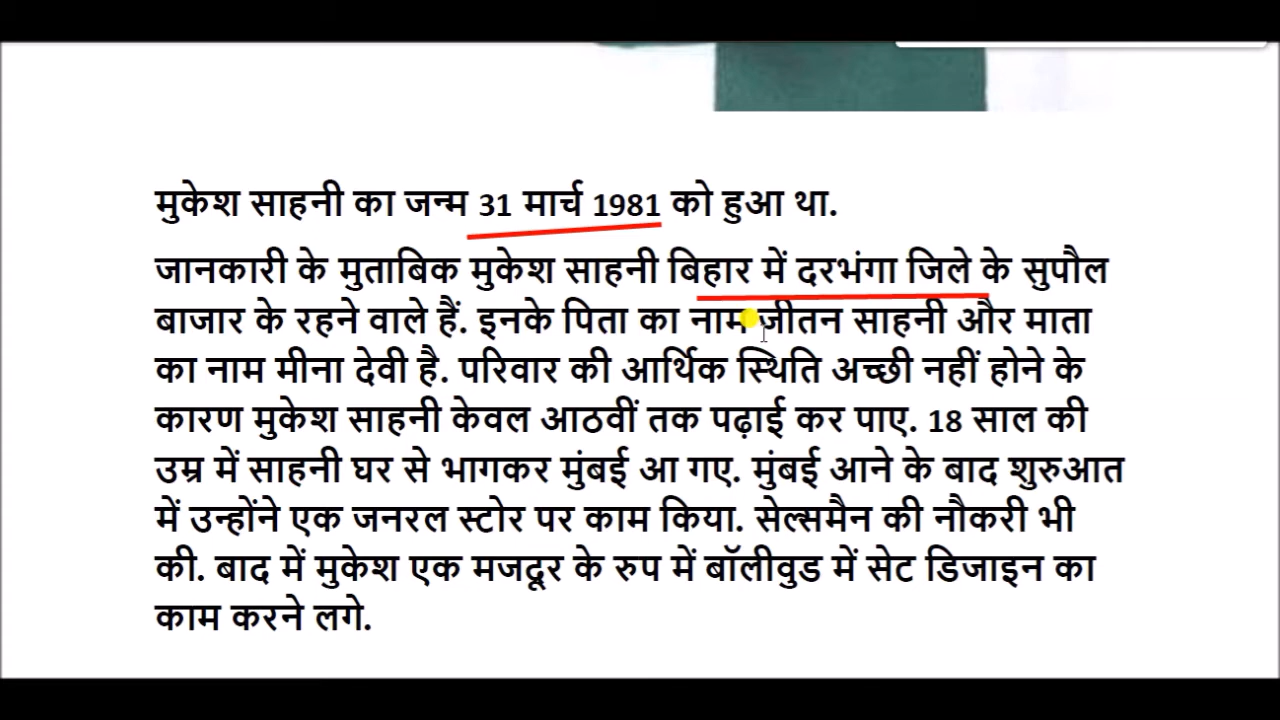 मुकेश साहनी का जन्म 31 मार्च 1981 को हुआ था.
जानकारी के मुताबिक मुकेश साहनी बिहार में दरभंगा जिले के सुपौल
बाजार के रहने वाले हैं. इनके पिता का नाम जीतन साहनी और माता
का नाम मीना देवी है. परिवार की आर्थिक स्थिति अच्छी नहीं होने के
कारण मुकेश साहनी केवल आठवीं तक पढ़ाई कर पाए. 18 साल की
उम्र में साहनी घर से भागकर मुंबई आ गए. मुंबई आने के बाद शुरुआत
में उन्होंने एक जनरल स्टोर पर काम किया. सेल्समैन की नौकरी भी
की. बाद में मुकेश एक मजदूर के रुप में बॉलीवुड में सेट डिजाइन का
काम करने लगे.